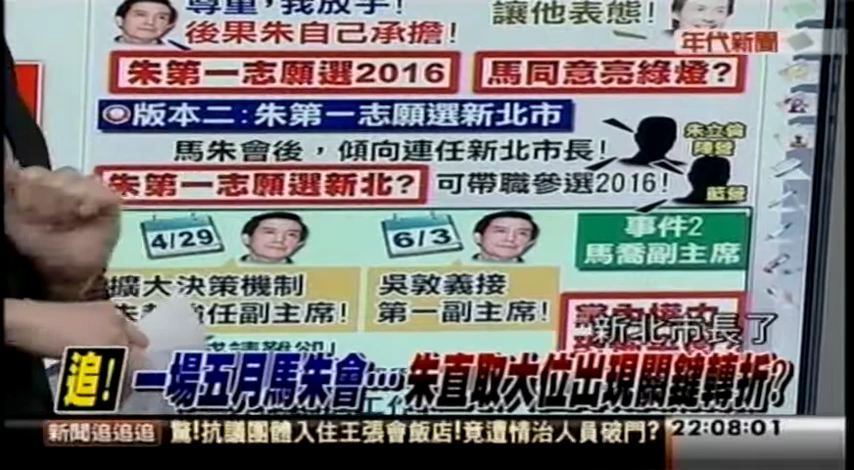 尊重，我放手！
後果朱自己承擔！
讓他表態！
年代新聞
朱第一志願選2016
馬同意亮綠燈？
◎版本二：朱第一志願選新北市
馬朱會後，傾向連任新北市長！
朱立倫
陣營
朱第一志願選新北？
可帶職參選2016！
藍營
4/29
6/3
事件2
馬喬副主席
擴大決策機制
任副主席！
吳敦義接
第一副主席！
新北市長了
追！
一場五月馬朱會…朱直取大位出現關鍵轉折？
新聞追追追
驚！抗議團體入住王張會飯店！竟遭情治人員破門？
22:08:01